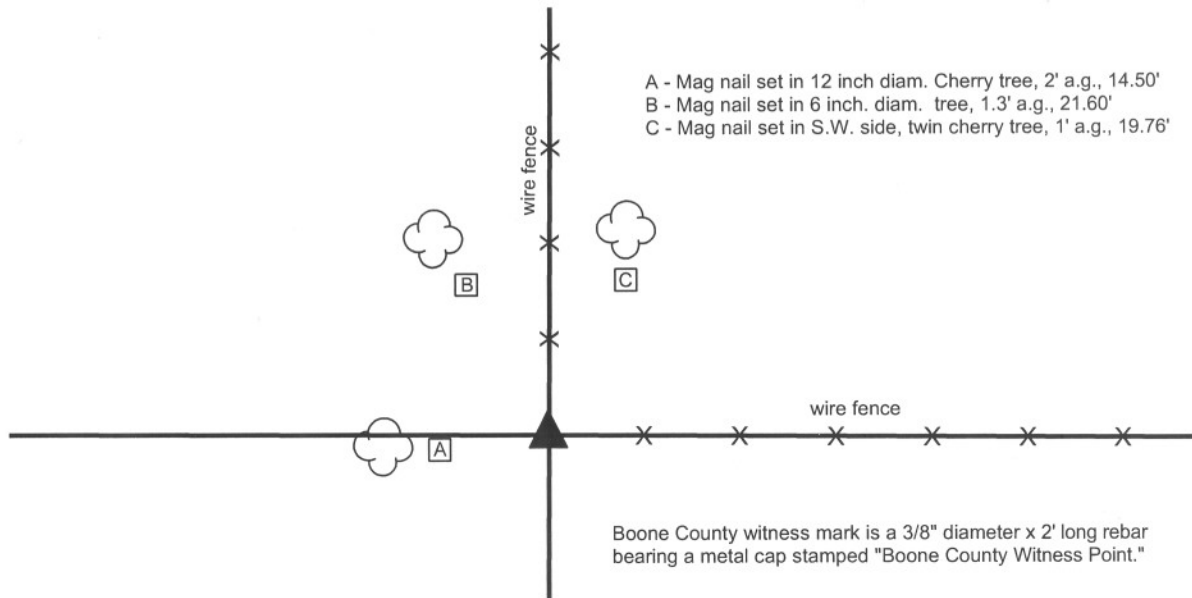 A - Mag nail set in 12 inch diam. Cherry tree, 2' a.g., 14.50'
B - Mag nail set in 6 inch. diam. tree, 1.3' a.g., 21.60'
C - Mag nail set in S.W. side, twin cherry tree, 1' a.g., 19.76'
wire fence
B
C
wire fence
A
Boone County witness mark is a 3/8" diameter x 2' long rebar
bearing a metal cap stamped "Boone County Witness Point."